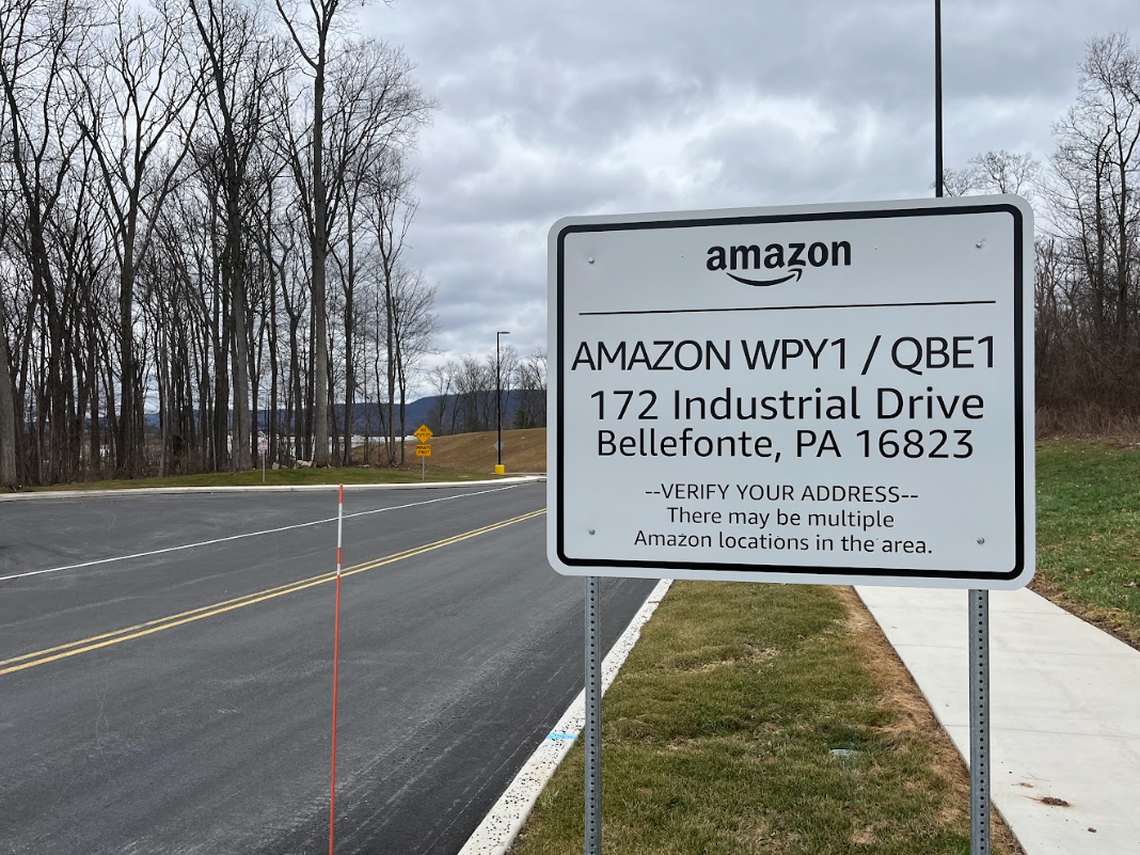 amazon
AMAZON WPY1 / QBE1
172 Industrial Drive
Bellefonte, PA 16823
--VERIFY YOUR ADDRESS--
There may be multiple
Amazon locations in the area.